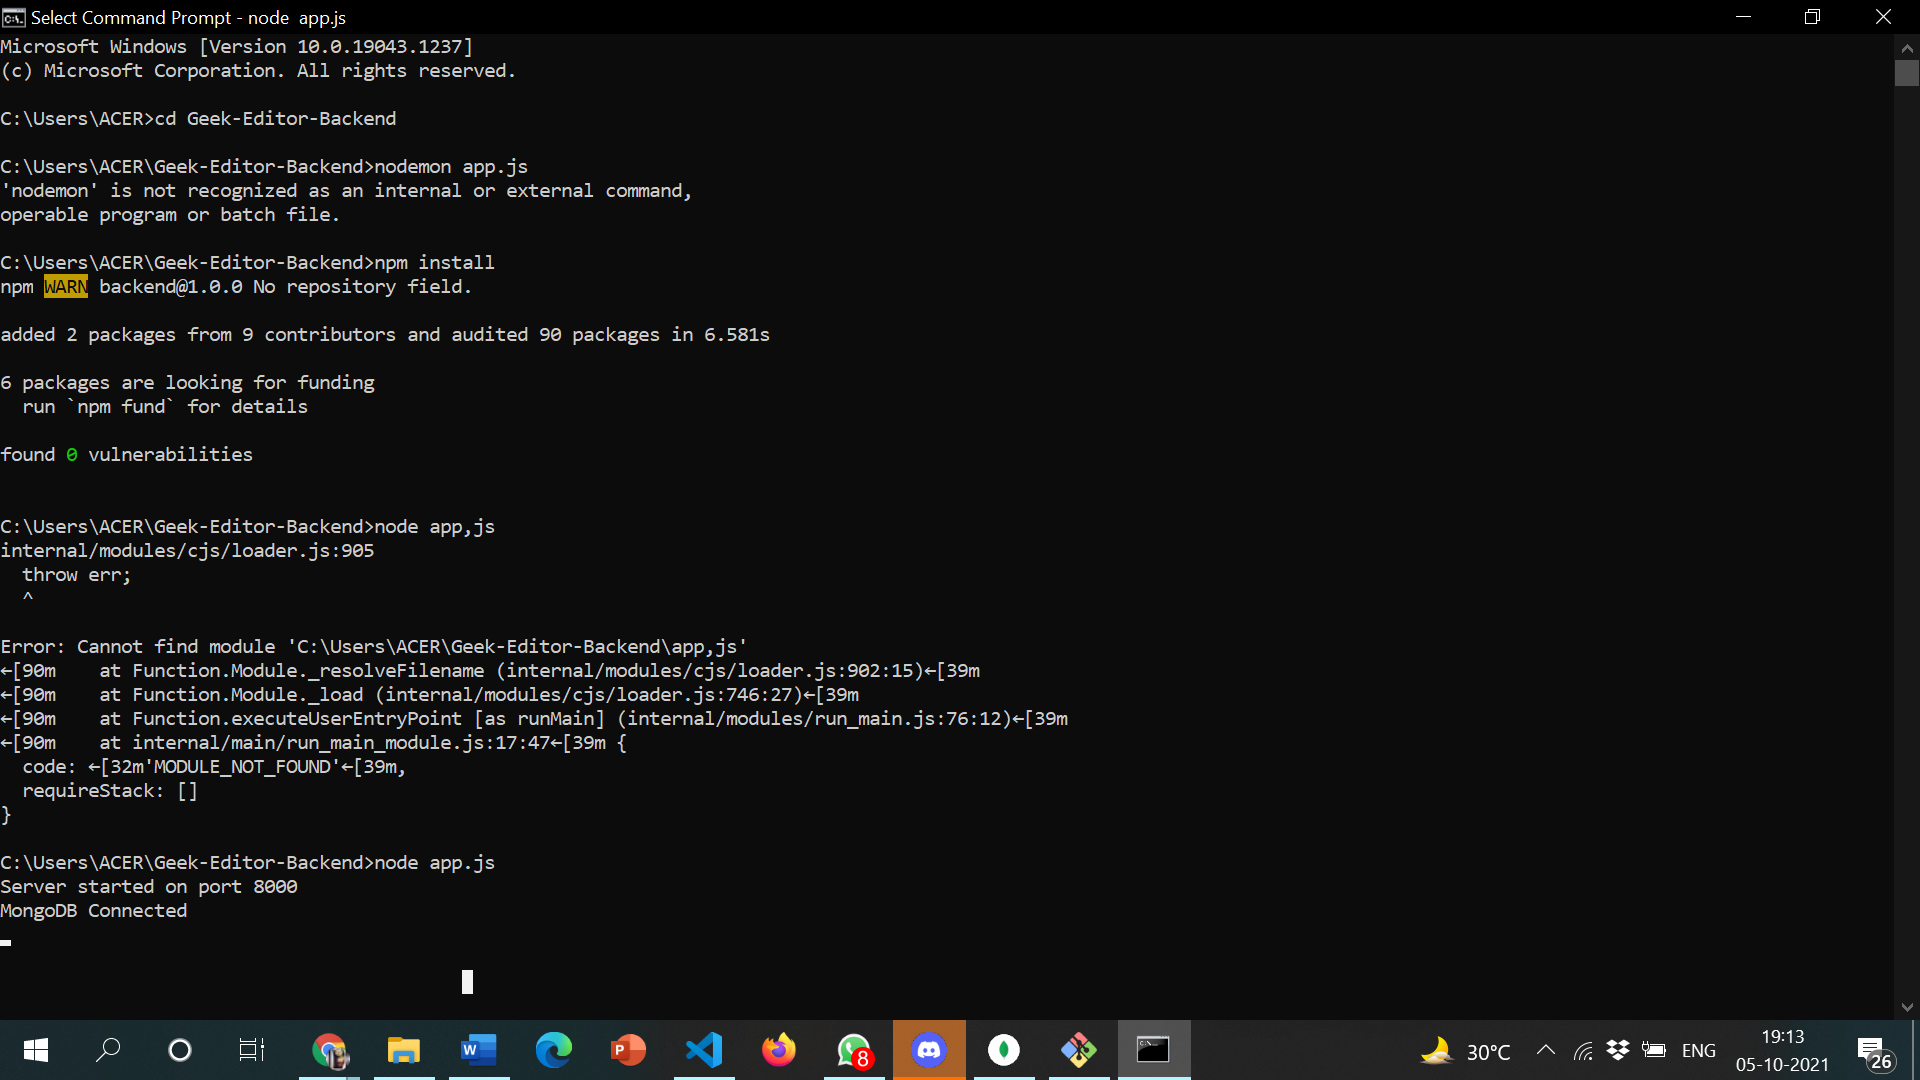 Select Command Prompt - node  app.js
Microsoft Windows [Version 10.0.19043.1237]
(c) Microsoft Corporation. All rights reserved.
C:\Users\ACER>cd Geek-Editor-Backend
C:\Users\ACER\Geek-Editor-Backend>nodemon app.js
'nodemon' is not recognized as an internal or external command,
operable program or batch file.
C:\Users\ACER\Geek-Editor-Backend>npm install
npm WARN backend@1.0.0 No repository field.
added 2 packages from 9 contributors and audited 90 packages in 6.581s
6 packages are looking for funding
  run `npm fund` for details
found 0 vulnerabilities
C:\Users\ACER\Geek-Editor-Backend>node app,js
internal/modules/cjs/loader.js:905
  throw err;
  ^
Error: Cannot find module 'C:\Users\ACER\Geek-Editor-Backend\app,js'
←[90m    at Function.Module._resolveFilename (internal/modules/cjs/loader.js:902:15)←[39m
←[90m    at Function.Module._load (internal/modules/cjs/loader.js:746:27)←[39m
←[90m    at Function.executeUserEntryPoint [as runMain] (internal/modules/run_main.js:76:12)←[39m
←[90m    at internal/main/run_main_module.js:17:47←[39m {
  code: ←[32m'MODULE_NOT_FOUND'←[39m,
  requireStack: []
}
C:\Users\ACER\Geek-Editor-Backend>node app.js
Server started on port 8000
MongoDB Connected
W
P
8
30°C
ENG
19:13
05-10-2021
26